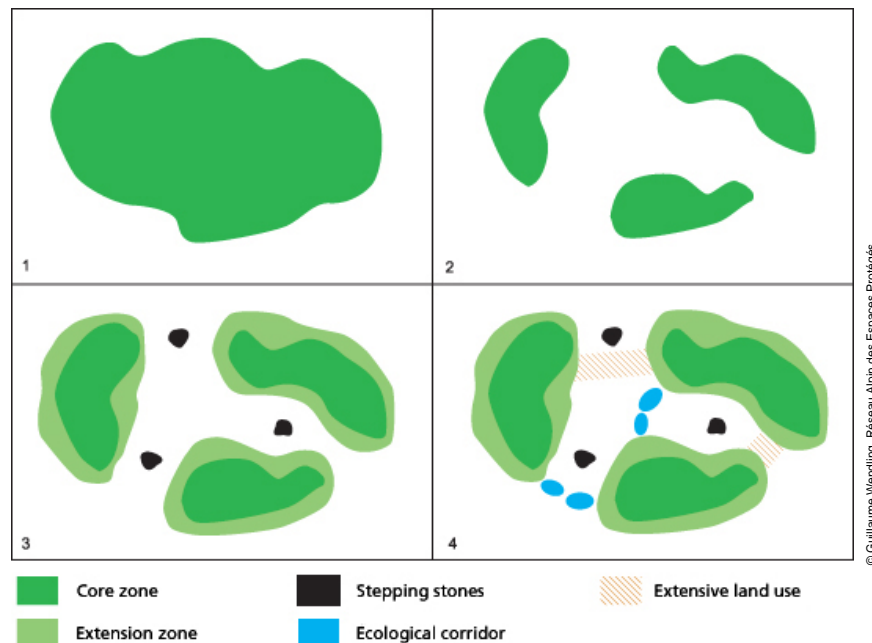 1
2
3
4
Core zone
Stepping stones
Extensive land use
Extension zone
Ecological corridor
© Guillaume Wendling, Réseau Alpin des Espaces Protégés